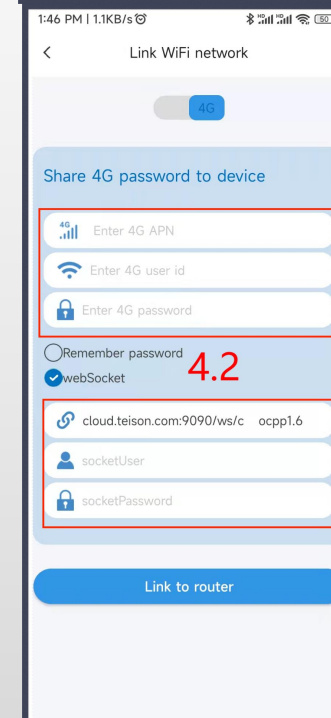 1:46 PM | 1.1KB/s
Link WiFi network
4G
Share 4G password to device
4G
Enter 4G APN
Enter 4G user id
Enter 4G password
Remember password
webSocket
4.2
cloud.teison.com:9090/ws/c ocpp1.6
socketUser
socketPassword
Link to router